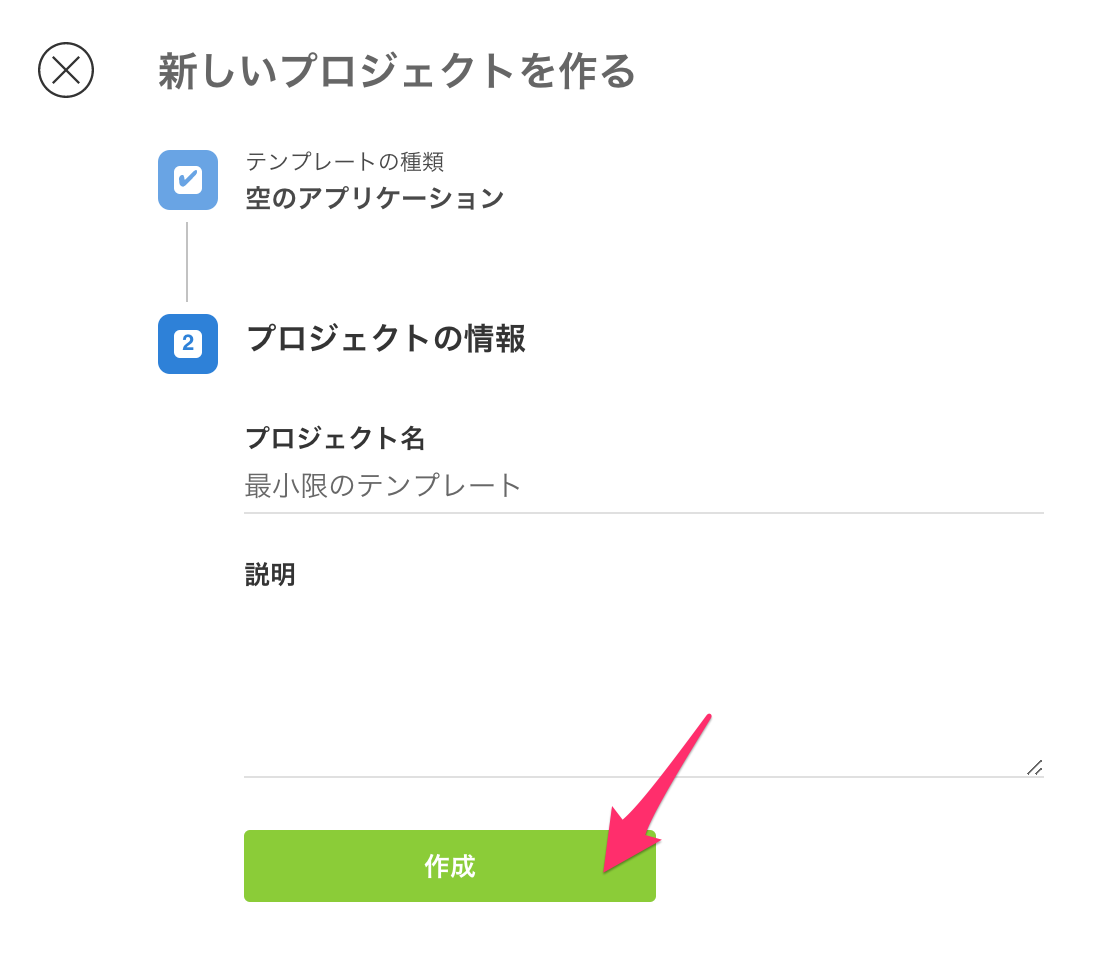 新しいプロジェクトを作る
テンプレートの種類
空のアプリケーション
2
プロジェクトの情報
プロジェクト名
最小限のテンプレート
説明
作成